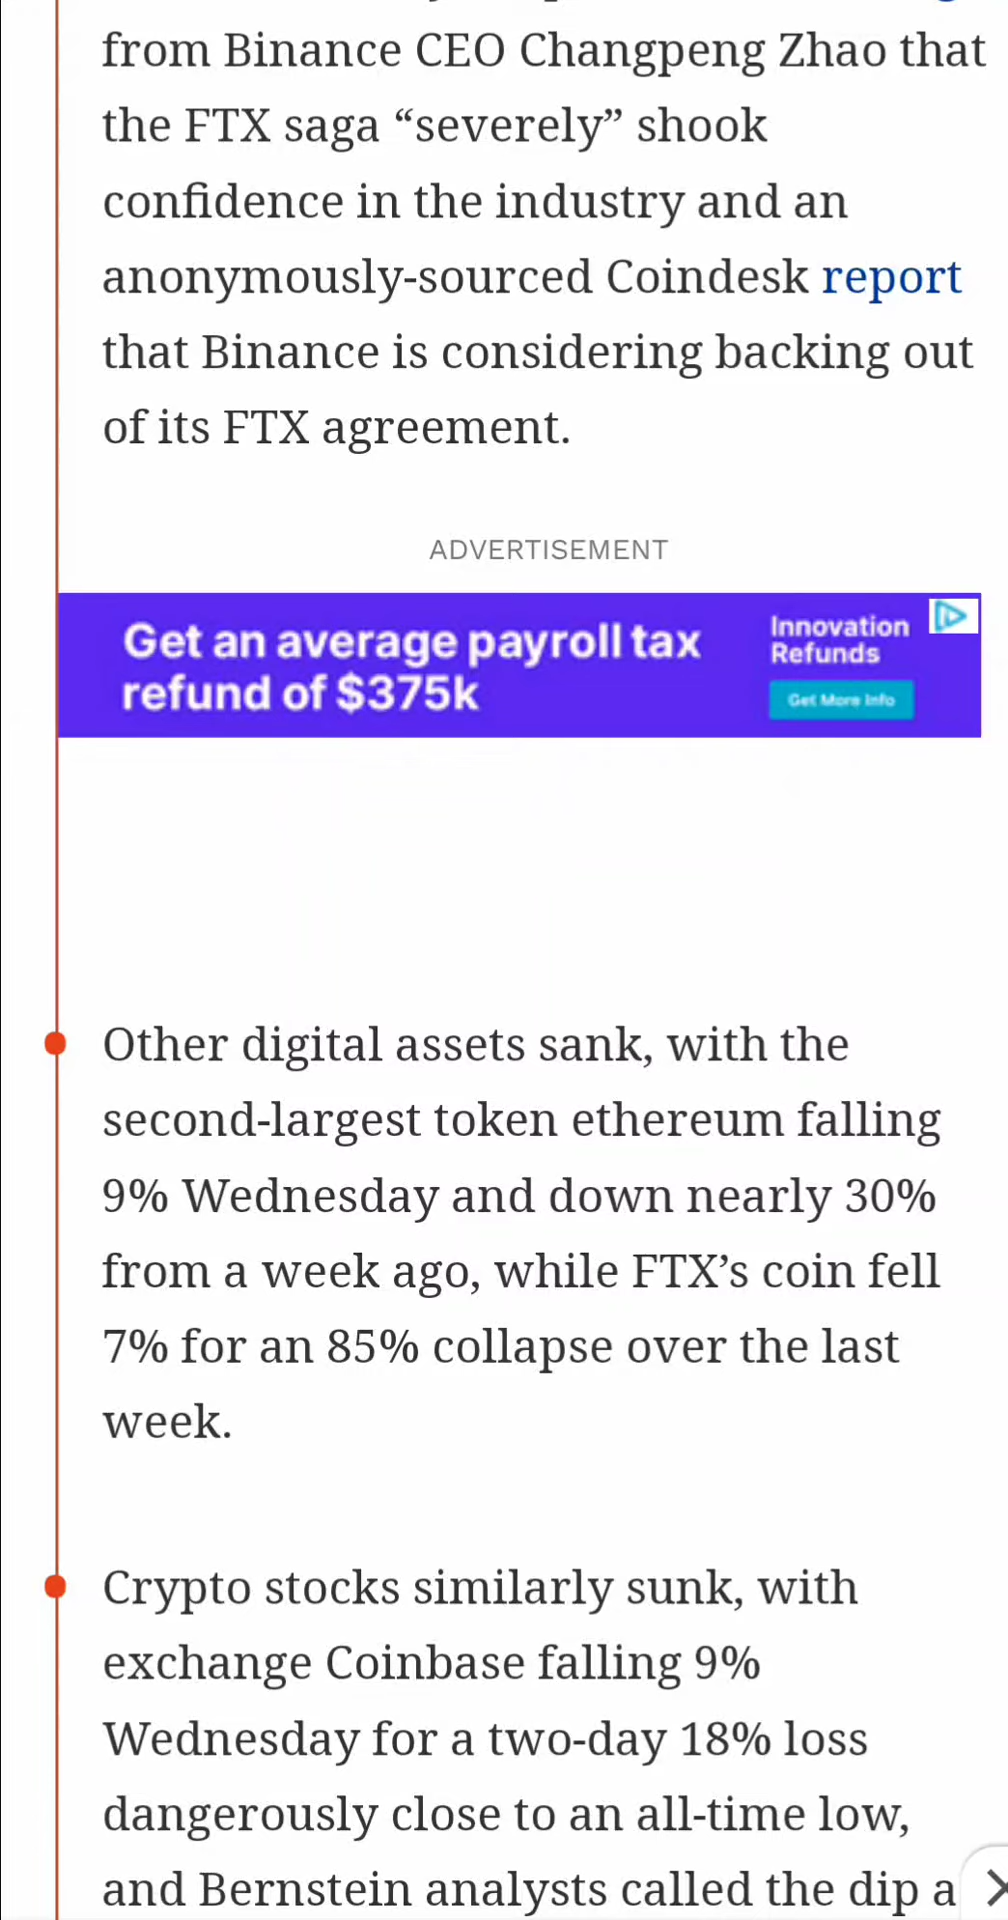 from Binance CEO Changpeng Zhao that
the FTX saga “severely” shook
confidence in the industry and an
anonymously-sourced Coindesk report
that Binance is considering backing out
of its FTX agreement.
ADVERTISEMENT
Get an average payroll tax
refund of $375k
Innovation
Refunds
Get More Info
Other digital assets sank, with the
second-largest token ethereum falling
9% Wednesday and down nearly 30%
from a week ago, while FTX’s coin fell
7% for an 85% collapse over the last
week.
Crypto stocks similarly sunk, with
exchange Coinbase falling 9%
Wednesday for a two-day 18% loss
dangerously close to an all-time low,
and Bernstein analysts called the dip a